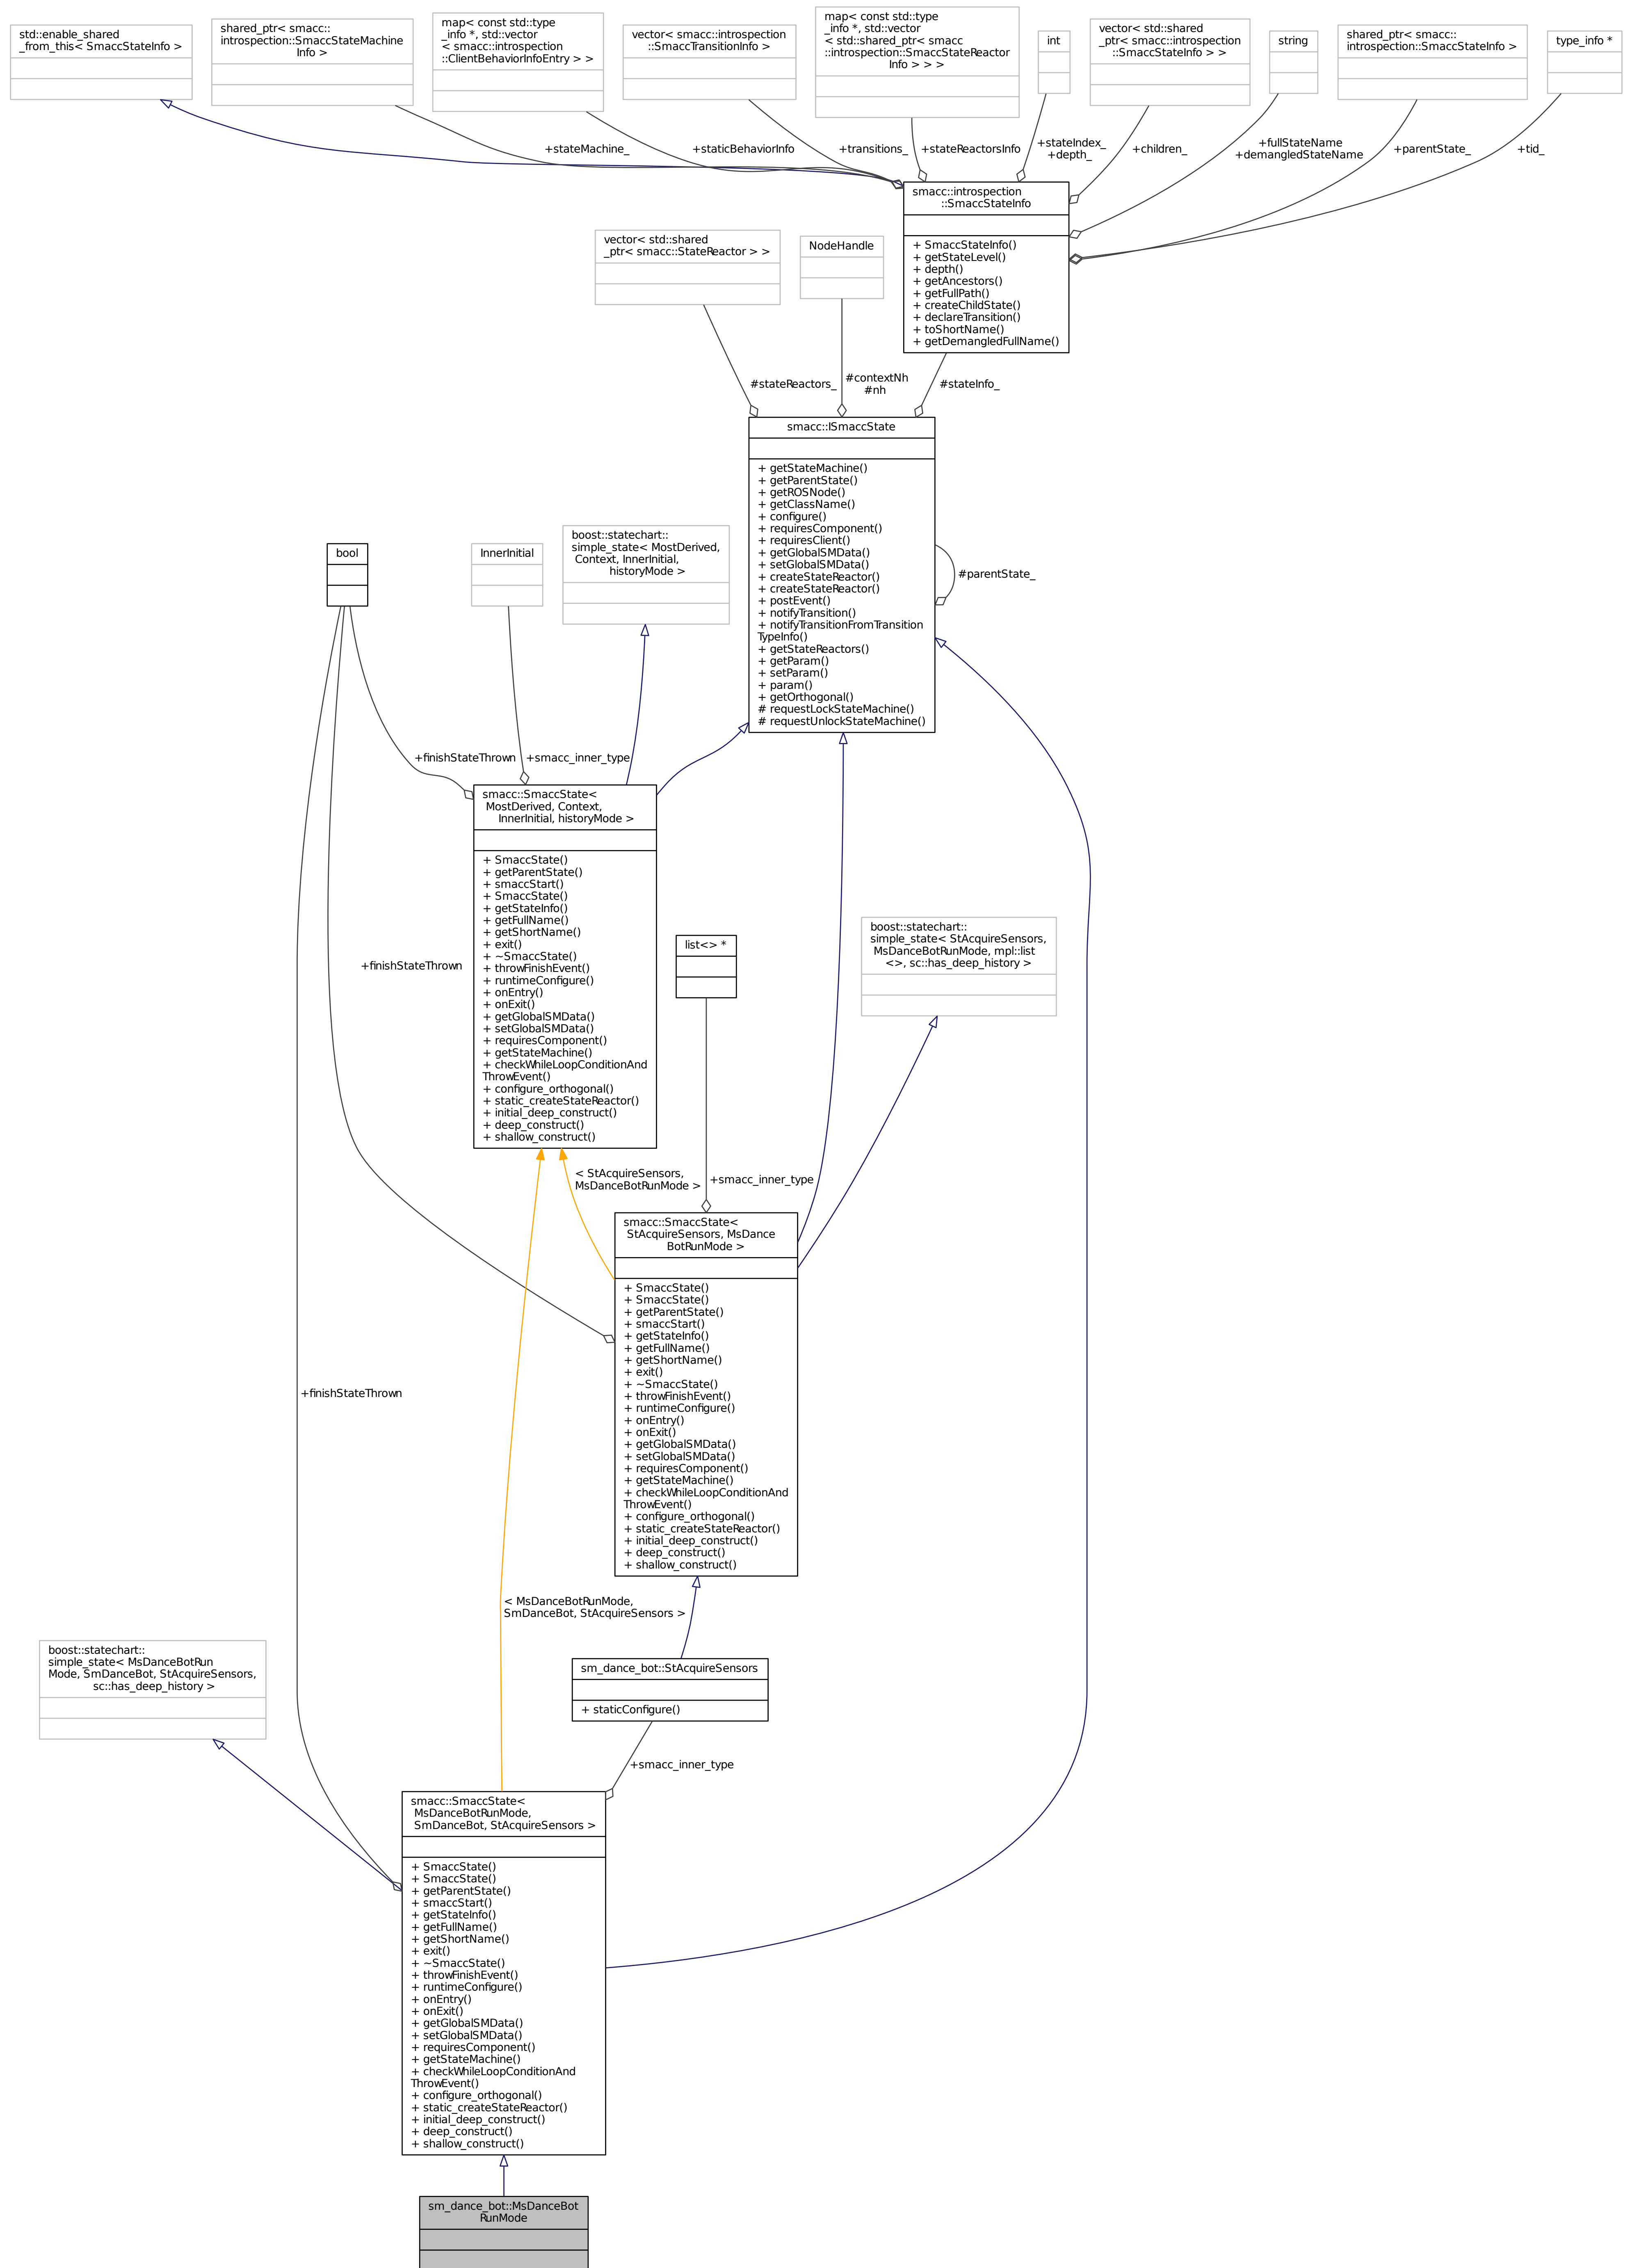 std::enable_shared
_from_this< SmaccStateInfo >
shared_ptr< smacc::
introspection::SmaccStateMachine
Info >
map< const std::type
_info *, std::vector
< smacc::introspection
::ClientBehaviorInfoEntry > >
vector< smacc::introspection
::SmaccTransitionInfo >
map< const std::type
_info *, std::vector
< std::shared_ptr< smacc
::introspection::SmaccStateReactor
Info > > >
int
vector< std::shared
_ptr< smacc::introspection
::SmaccStateInfo > >
string
shared_ptr< smacc::
introspection::SmaccStateInfo >
type_info *
+stateMachine_
+staticBehaviorInfo
+transitions_
+stateReactorsInfo
+stateIndex_
+depth_
+children_
+fullStateName
+demangledStateName
+parentState_
+tid_
smacc::introspection
::SmaccStateInfo
+ SmaccStateInfo()
+ getStateLevel()
+ depth()
+ getAncestors()
+ getFullPath()
+ createChildState()
+ declareTransition()
+ toShortName()
+ getDemangledFullName()
vector< std::shared
_ptr< smacc::StateReactor > >
NodeHandle
#stateReactors_
#contextNh
#nh
#stateInfo_
smacc::ISmaccState
+ getStateMachine()
+ getParentState()
+ getROSNode()
+ getClassName()
+ configure()
+ requiresComponent()
+ requiresClient()
+ getGlobalSMData()
+ setGlobalSMData()
+ createStateReactor()
+ createStateReactor()
+ postEvent()
+ notifyTransition()
+ notifyTransitionFromTransition
TypeInfo()
+ getStateReactors()
+ getParam()
+ setParam()
+ param()
+ getOrthogonal()
# requestLockStateMachine()
# requestUnlockStateMachine()
#parentState_
bool
InnerInitial
boost::statechart::
simple_state< MostDerived,
Context, InnerInitial,
historyMode >
+finishStateThrown
+smacc_inner_type
smacc::SmaccState<
MostDerived, Context,
InnerInitial, historyMode >
+ SmaccState()
+ getParentState()
+ smaccStart()
+ SmaccState()
+ getStateInfo()
+ getFullName()
+ getShortName()
+ exit()
+ ~SmaccState()
+ throwFinishEvent()
+ runtimeConfigure()
+ onEntry()
+ onExit()
+ getGlobalSMData()
+ setGlobalSMData()
+ requiresComponent()
+ getStateMachine()
+ checkWhileLoopConditionAnd
ThrowEvent()
+ configure_orthogonal()
+ static_createStateReactor()
+ initial_deep_construct()
+ deep_construct()
+ shallow_construct()
+finishStateThrown
list<> *
boost::statechart::
simple_state< StAcquireSensors,
MsDanceBotRunMode, mpl::list
<>, sc::has_deep_history >
< StAcquireSensors,
MsDanceBotRunMode >
+smacc_inner_type
smacc::SmaccState<
StAcquireSensors, MsDance
BotRunMode >
+ SmaccState()
+ SmaccState()
+ getParentState()
+ smaccStart()
+ getStateInfo()
+ getFullName()
+ getShortName()
+ exit()
+ ~SmaccState()
+ throwFinishEvent()
+ runtimeConfigure()
+ onEntry()
+ onExit()
+ getGlobalSMData()
+ setGlobalSMData()
+ requiresComponent()
+ getStateMachine()
+ checkWhileLoopConditionAnd
ThrowEvent()
+ configure_orthogonal()
+ static_createStateReactor()
+ initial_deep_construct()
+ deep_construct()
+ shallow_construct()
+finishStateThrown
< MsDanceBotRunMode,
SmDanceBot, StAcquireSensors >
boost::statechart::
simple_state< MsDanceBotRun
Mode, SmDanceBot, StAcquireSensors,
sc::has_deep_history >
sm_dance_bot::StAcquireSensors
+ staticConfigure()
+smacc_inner_type
smacc::SmaccState<
MsDanceBotRunMode,
SmDanceBot, StAcquireSensors >
+ SmaccState()
+ SmaccState()
+ getParentState()
+ smaccStart()
+ getStateInfo()
+ getFullName()
+ getShortName()
+ exit()
+ ~SmaccState()
+ throwFinishEvent()
+ runtimeConfigure()
+ onEntry()
+ onExit()
+ getGlobalSMData()
+ setGlobalSMData()
+ requiresComponent()
+ getStateMachine()
+ checkWhileLoopConditionAnd
ThrowEvent()
+ configure_orthogonal()
+ static_createStateReactor()
+ initial_deep_construct()
+ deep_construct()
+ shallow_construct()
sm_dance_bot::MsDanceBot
RunMode